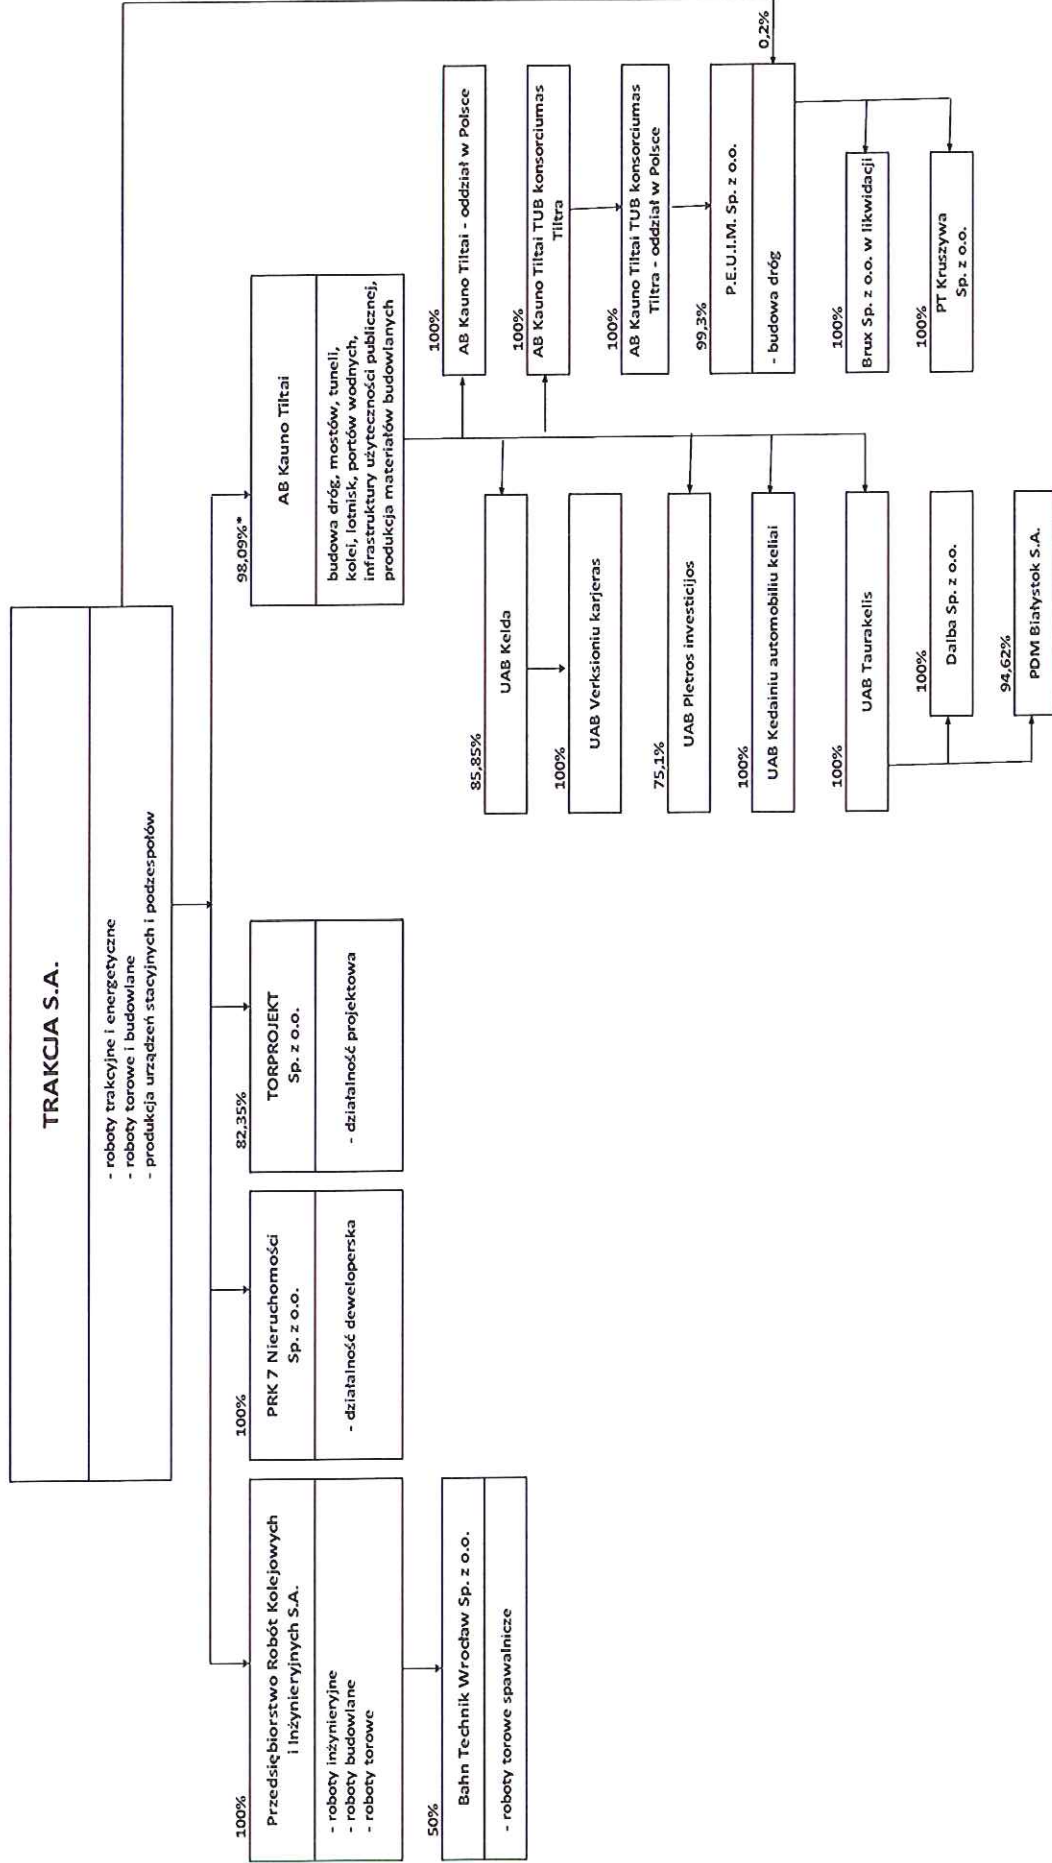 TRAKCJA S.A.
- roboty trakcyjne i energetyczne
- roboty torowe i budowlane
- produkcja urządzeń stacyjnych i podzespołów
100%
Przedsiębiorstwo Robót Kolejowych
i Inżynieryjnych S.A.
- roboty inżynieryjne
- roboty budowlane
- roboty torowe
50%
Bahn Technik Wrocław Sp. z o.o.
- roboty torowe spawalnicze
100%
PRK 7 Nieruchomości
Sp. z o.o.
- działalność deweloperska
82,35%
TORPROJEKT
Sp. z o.o.
- działalność projektowa
98,09%*
AB Kauno Tiltai
budowa dróg, mostów, tuneli,
kolei, lotnisk, portów wodnych,
infrastruktury użyteczności publicznej,
produkcja materiałów budowlanych
85,85%
UAB Kelda
100%
UAB Verksioniu karjeras
75,1%
UAB Pletros investicijos
100%
UAB Kedainiu automobiliu keliai
100%
UAB Taurakelis
100%
Dalba Sp. z o.o.
94,62%
PDM Białystok S.A.
100%
AB Kauno Tiltai - oddział w Polsce
100%
AB Kauno Tiltai TUB konsorciumas
Tiltra
100%
AB Kauno Tiltai TUB konsorciumas
Tiltra - oddział w Polsce
99,3%
0,2%
P.E.U.I.M. Sp. z o.o.
- budowa dróg
100%
Brux Sp. z o.o. w likwidacji
100%
PT Kruszywa
Sp. z o.o.